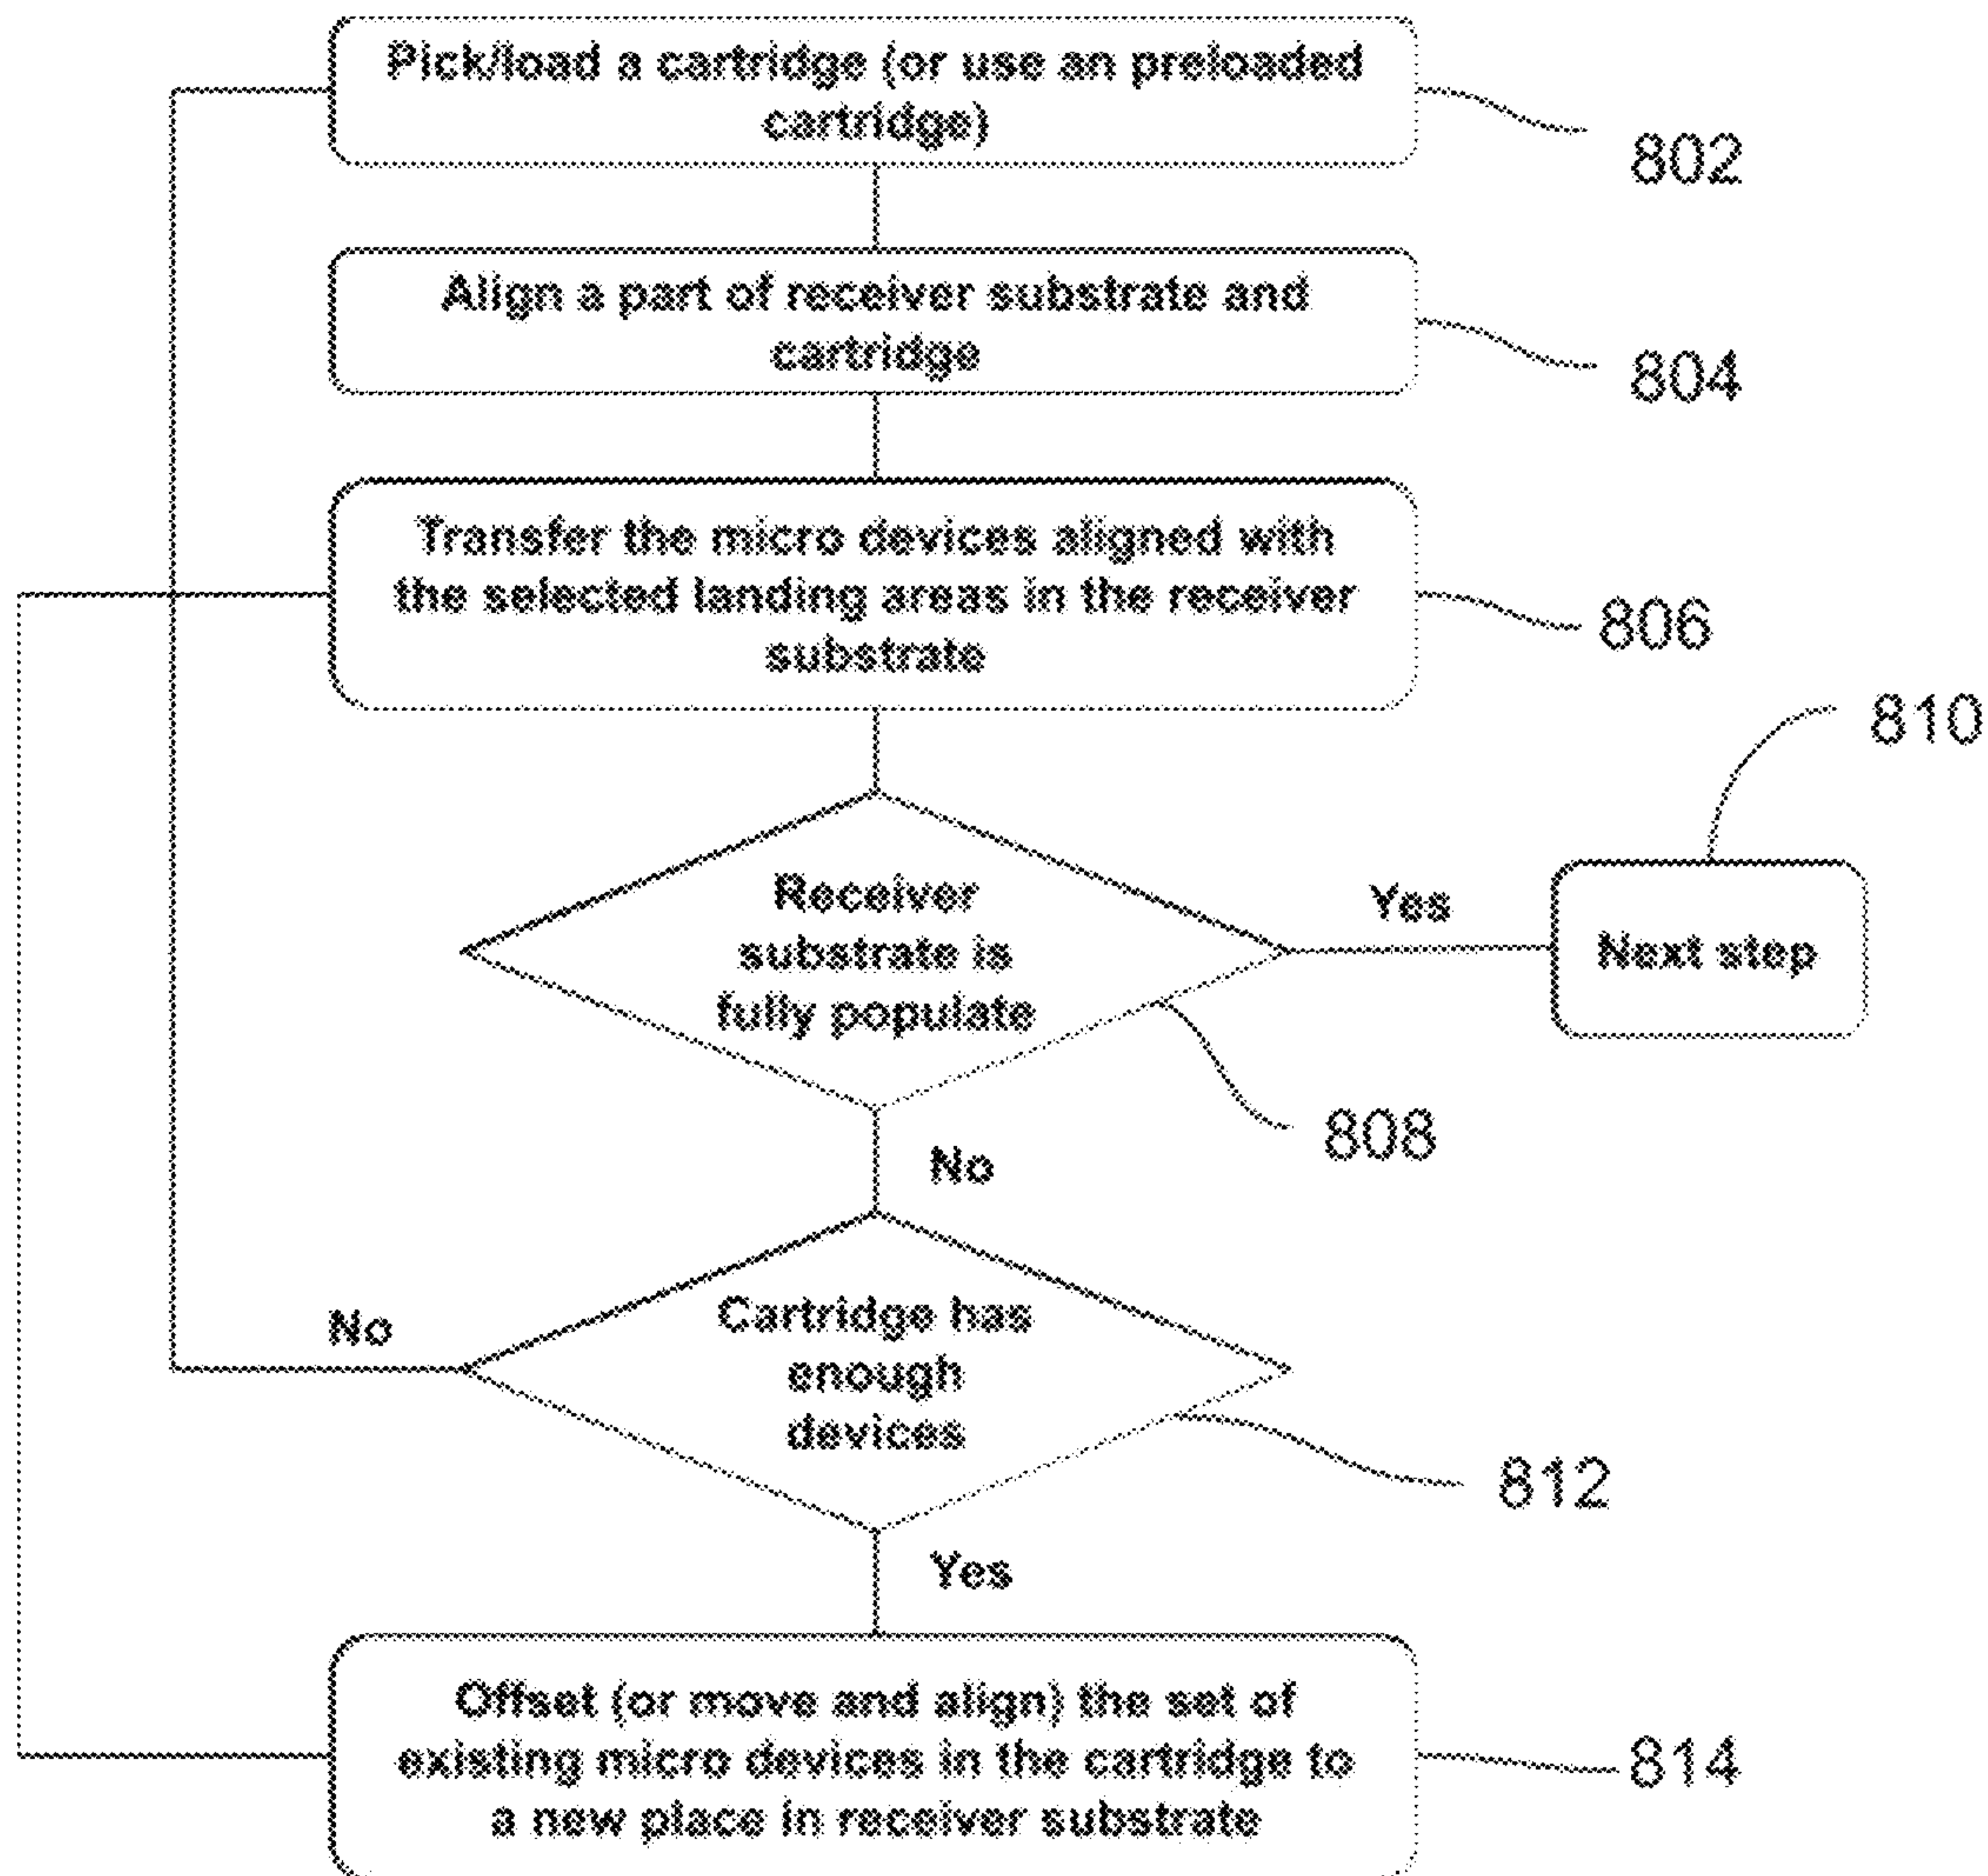 Pick/load a cartridge (or use an preloaded
cartridge)
802
Align a part of receiver substrate and
cartridge
804
Transfer the micro devices aligned with
the selected landing areas in the receiver
substrate
806
810
Receiver
substrate is
fully populate
Yes
Next step
808
No
Cartridge has
enough
devices
No
812
Yes
Offset (or move and align) the set of
existing micro devices in the cartridge to
a new place in receiver substrate
814